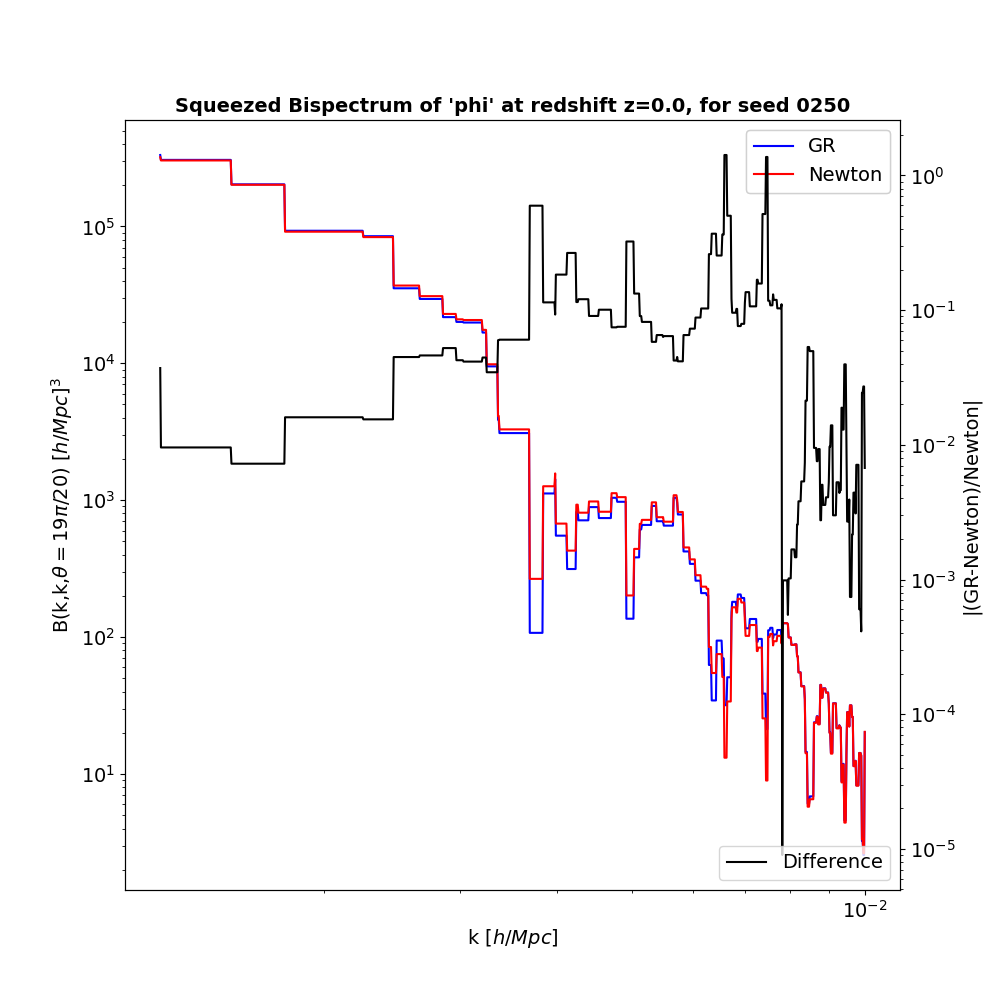 Squeezed Bispectrum of 'phi' at redshift z=0.0, for seed 0250
GR
Newton
10^5
10^4
10^3
10^2
10^1
B(k,k,θ = 19π/20) [h/Mpc]^3
10^0
10^-1
10^-2
10^-3
10^-4
10^-5
|(GR-Newton)/Newton|
Difference
10^-2
k [h/Mpc]